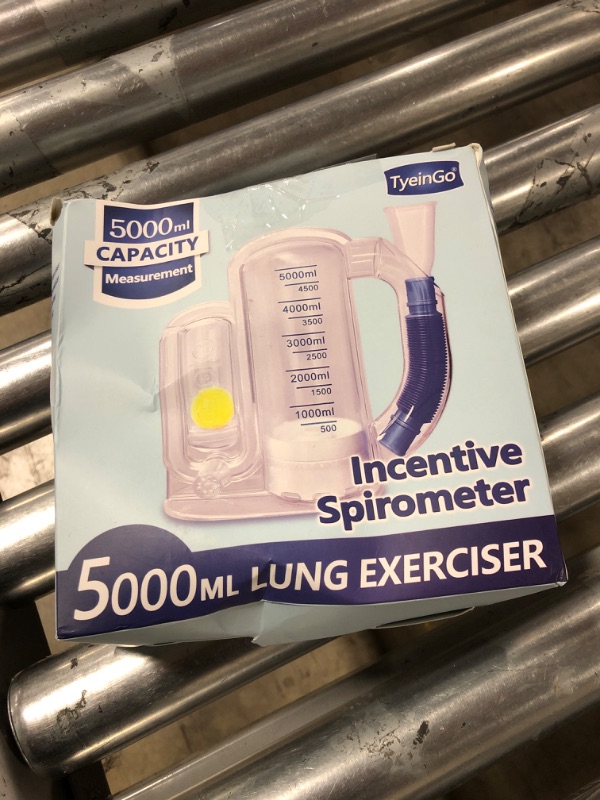 TyeinGo®
5000ml
CAPACITY
Measurement
5000ml
4500
4000ml
3500
3000ml
2500
2000ml
1500
1000ml
500
Incentive
Spirometer
5000ML LUNG EXERCISER